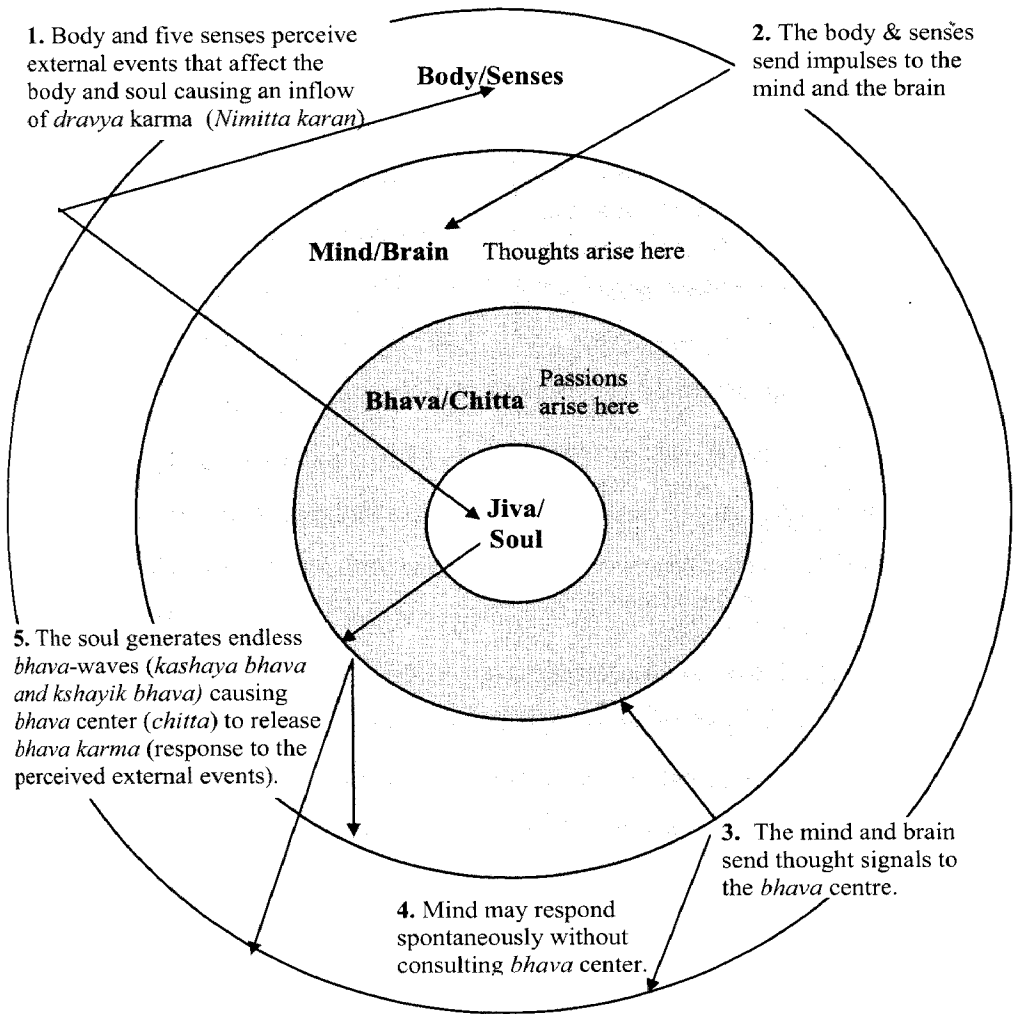 1. Body and five senses perceive
external events that affect the
body and soul causing an inflow
of dravya karma (Nimitta karan)
2. The body & senses
send impulses to the
mind and the brain
Body/Senses
Mind/Brain Thoughts arise here
Bhava/Chitta Passions
arise here
Jiva/
Soul
5. The soul generates endless
bhava-waves (kashaya bhava
and kshayik bhava) causing
bhava center (chitta) to release
bhava karma (response to the
perceived external events).
3. The mind and brain
send thought signals to
the bhava centre.
4. Mind may respond
spontaneously without
consulting bhava center.